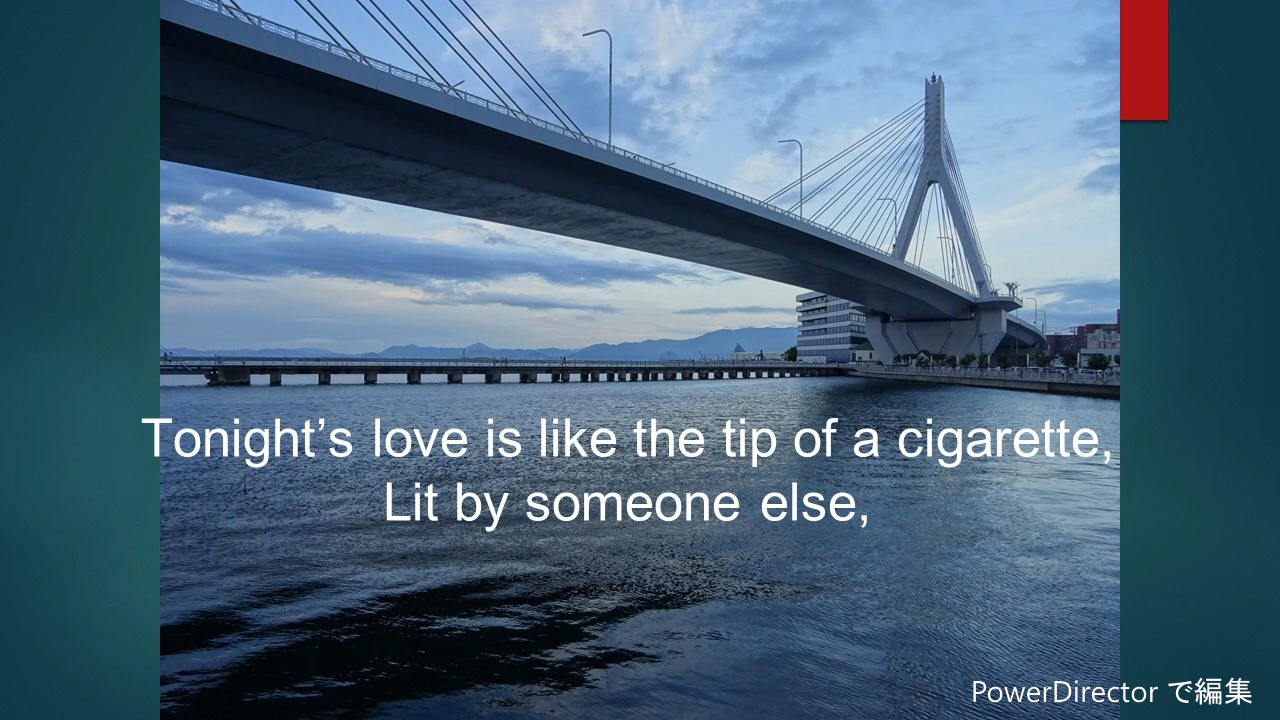 Tonight’s love is like the tip of a cigarette,
Lit by someone else,
PowerDirector で編集